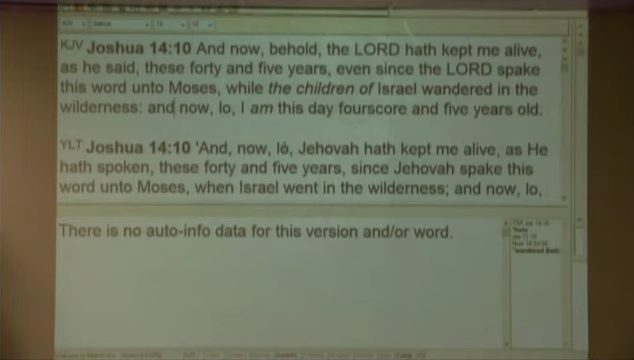 KJV Joshua 14:10 And now, behold, the LORD hath kept me alive,
as he said, these forty and five years, even since the LORD spake
this word unto Moses, while the children of Israel wandered in the
wilderness: and now, lo, I am this day fourscore and five years old.
YLT Joshua 14:10 'And, now, lo, Jehovah hath kept me alive, as He
hath spoken, these forty and five years, since Jehovah spake this
word unto Moses, when Israel went in the wilderness; and now, lo,
There is no auto-info data for this version and/or word.